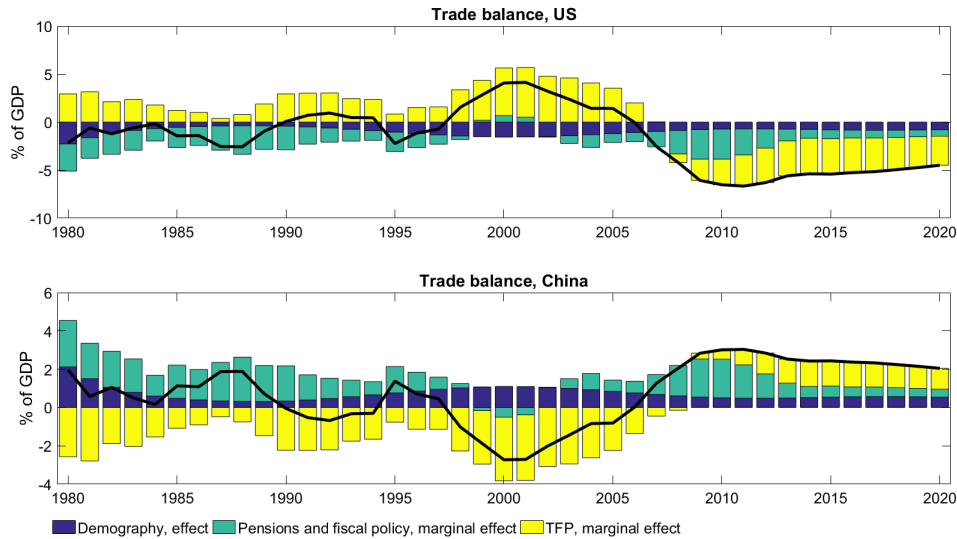 Trade balance, US
% of GDP
10
5
0
-5
-10
1980 1985 1990 1995 2000 2005 2010 2015 2020
Trade balance, China
% of GDP
6
4
2
0
-2
-4
1980 1985 1990 1995 2000 2005 2010 2015 2020
Demography, effect Pensions and fiscal policy, marginal effect TFP, marginal effect